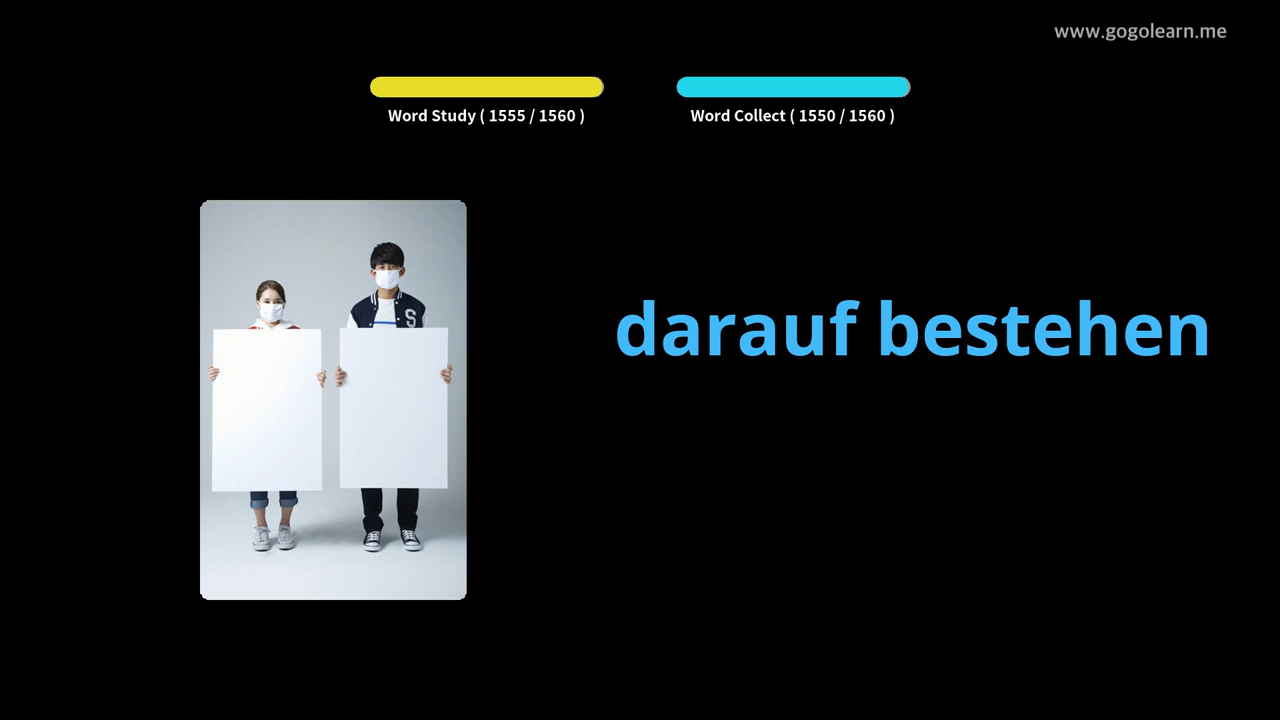 www.gogolearn.me
Word Study ( 1555 / 1560 )
Word Collect ( 1550 / 1560 )
S
darauf bestehen